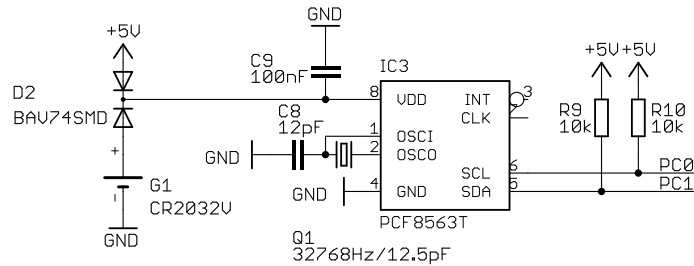 GND
+5V
C9
100nF
IC3
+5V +5V
D2
BAV74SMD
8
VDD
INT
3
CLK
R9
10k
R10
10k
C8
12pF
1
OSCI
2
OSCO
GND
SCL
6
PC0
+
GND
4
GND
SDA
5
PC1
G1
CR2032V
-
GND
PCF8563T
Q1
32768Hz/12.5pF